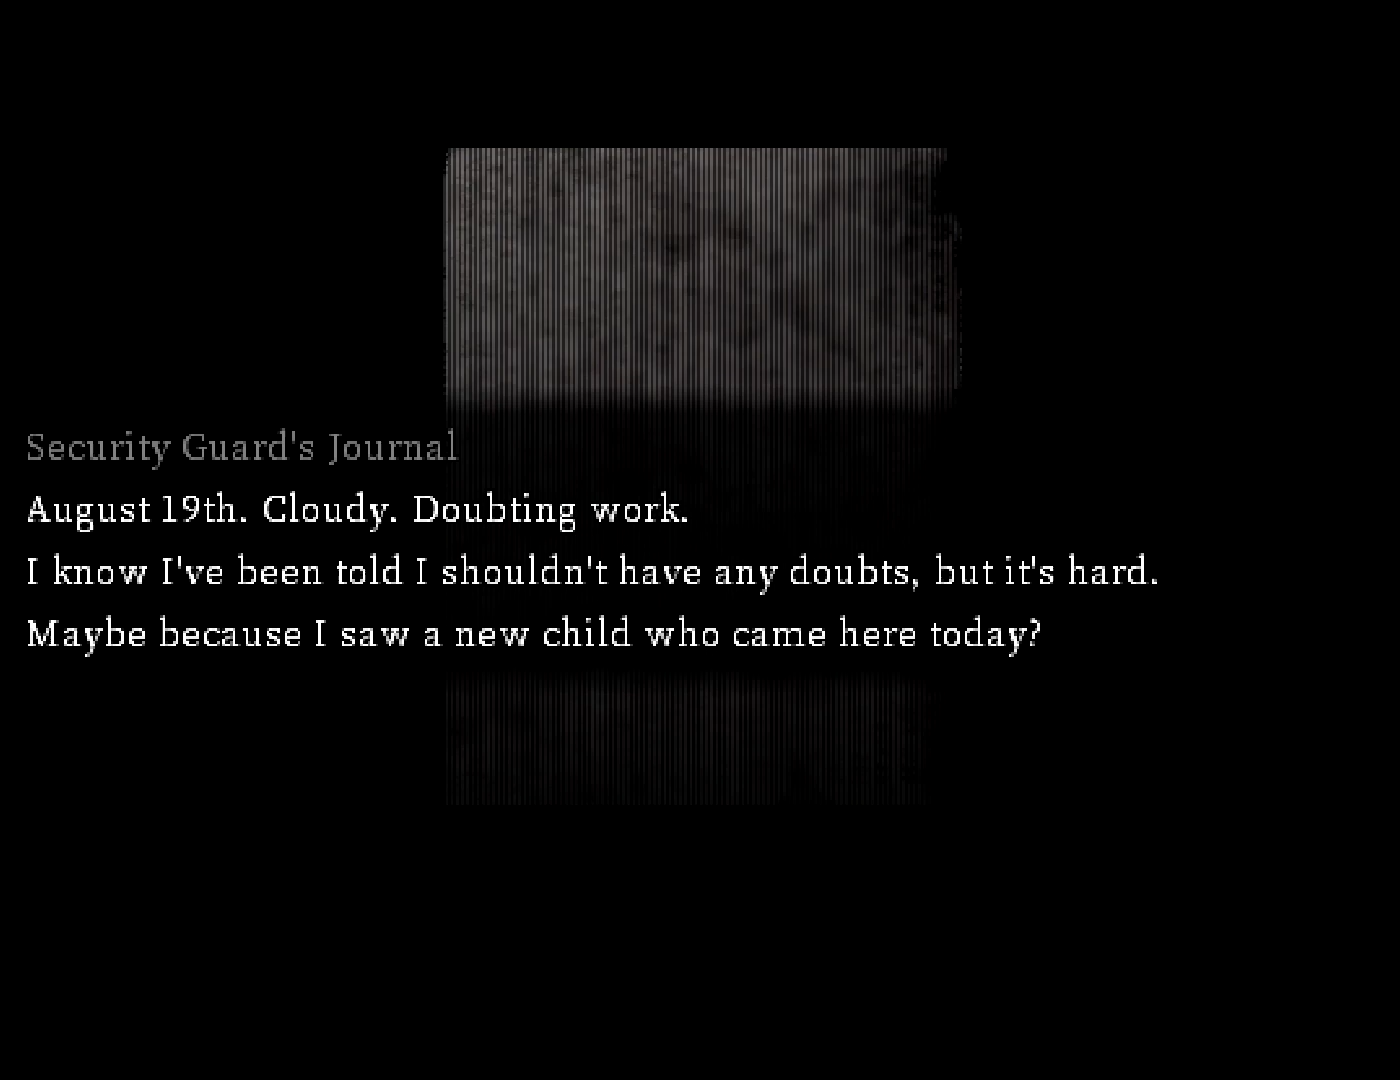 Security Guard's Journal
August 19th. Cloudy. Doubting work.
I know I've been told I shouldn't have any doubts, but it's hard.
Maybe because I saw a new child who came here today?